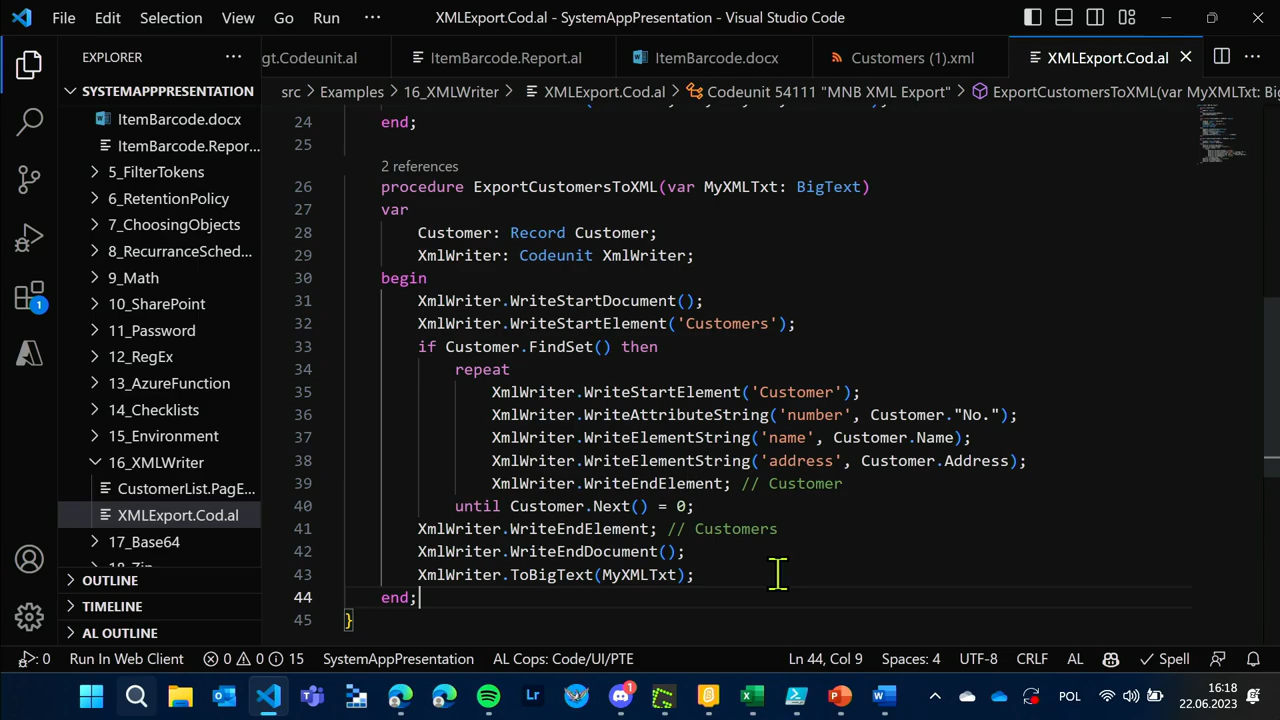 File Edit Selection View Go Run ··· XMLExport.Cod.al - SystemAppPresentation - Visual Studio Code
EXPLORER ···
gt.Codeunit.al ItemBarcode.Report.al ItemBarcode.docx Customers (1).xml XMLExport.Cod.al
SYSTEMAPPPRESENTATION
src > Examples > 16_XMLWriter > XMLExport.Cod.al > Codeunit 54111 "MNB XML Export" > ExportCustomersToXML(var MyXMLTxt: Big
ItemBarcode.docx
ItemBarcode.Repor...
5_FilterTokens
6_RetentionPolicy
7_ChoosingObjects
8_RecurranceSched...
9_Math
10_SharePoint
11_Password
12_RegEx
13_AzureFunction
14_Checklists
15_Environment
16_XMLWriter
CustomerList.PagE...
XMLExport.Cod.al
17_Base64
18_Zip
OUTLINE
TIMELINE
AL OUTLINE
1
24 end;
25
2 references
26 procedure ExportCustomersToXML(var MyXMLTxt: BigText)
27 var
28 Customer: Record Customer;
29 XmlWriter: Codeunit XmlWriter;
30 begin
31 XmlWriter.WriteStartDocument();
32 XmlWriter.WriteStartElement('Customers');
33 if Customer.FindSet() then
34 repeat
35 XmlWriter.WriteStartElement('Customer');
36 XmlWriter.WriteAttributeString('number', Customer."No.");
37 XmlWriter.WriteElementString('name', Customer.Name);
38 XmlWriter.WriteElementString('address', Customer.Address);
39 XmlWriter.WriteEndElement; // Customer
40 until Customer.Next() = 0;
41 XmlWriter.WriteEndElement; // Customers
42 XmlWriter.WriteEndDocument();
43 XmlWriter.ToBigText(MyXMLTxt);
44 end;
45 }
0 Run In Web Client 0 0 15 SystemAppPresentation AL Cops: Code/UI/PTE Ln 44, Col 9 Spaces: 4 UTF-8 CRLF AL Spell
Lr 1 POL 16:18
22.06.2023